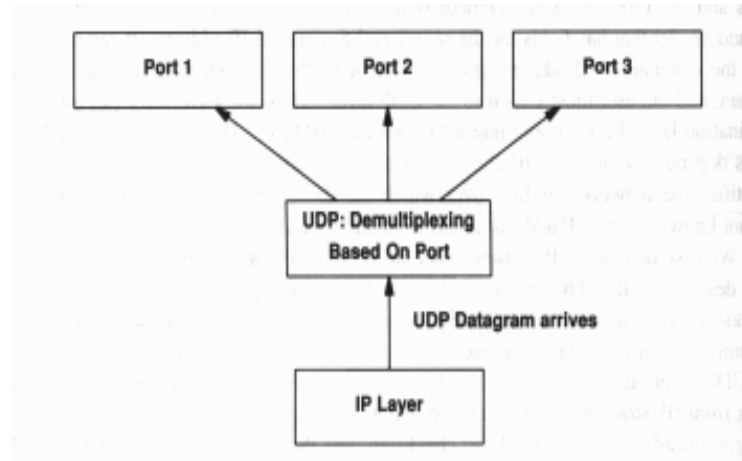 Port 1
Port 2
Port 3
UDP: Demultiplexing
Based On Port
UDP Datagram arrives
IP Layer